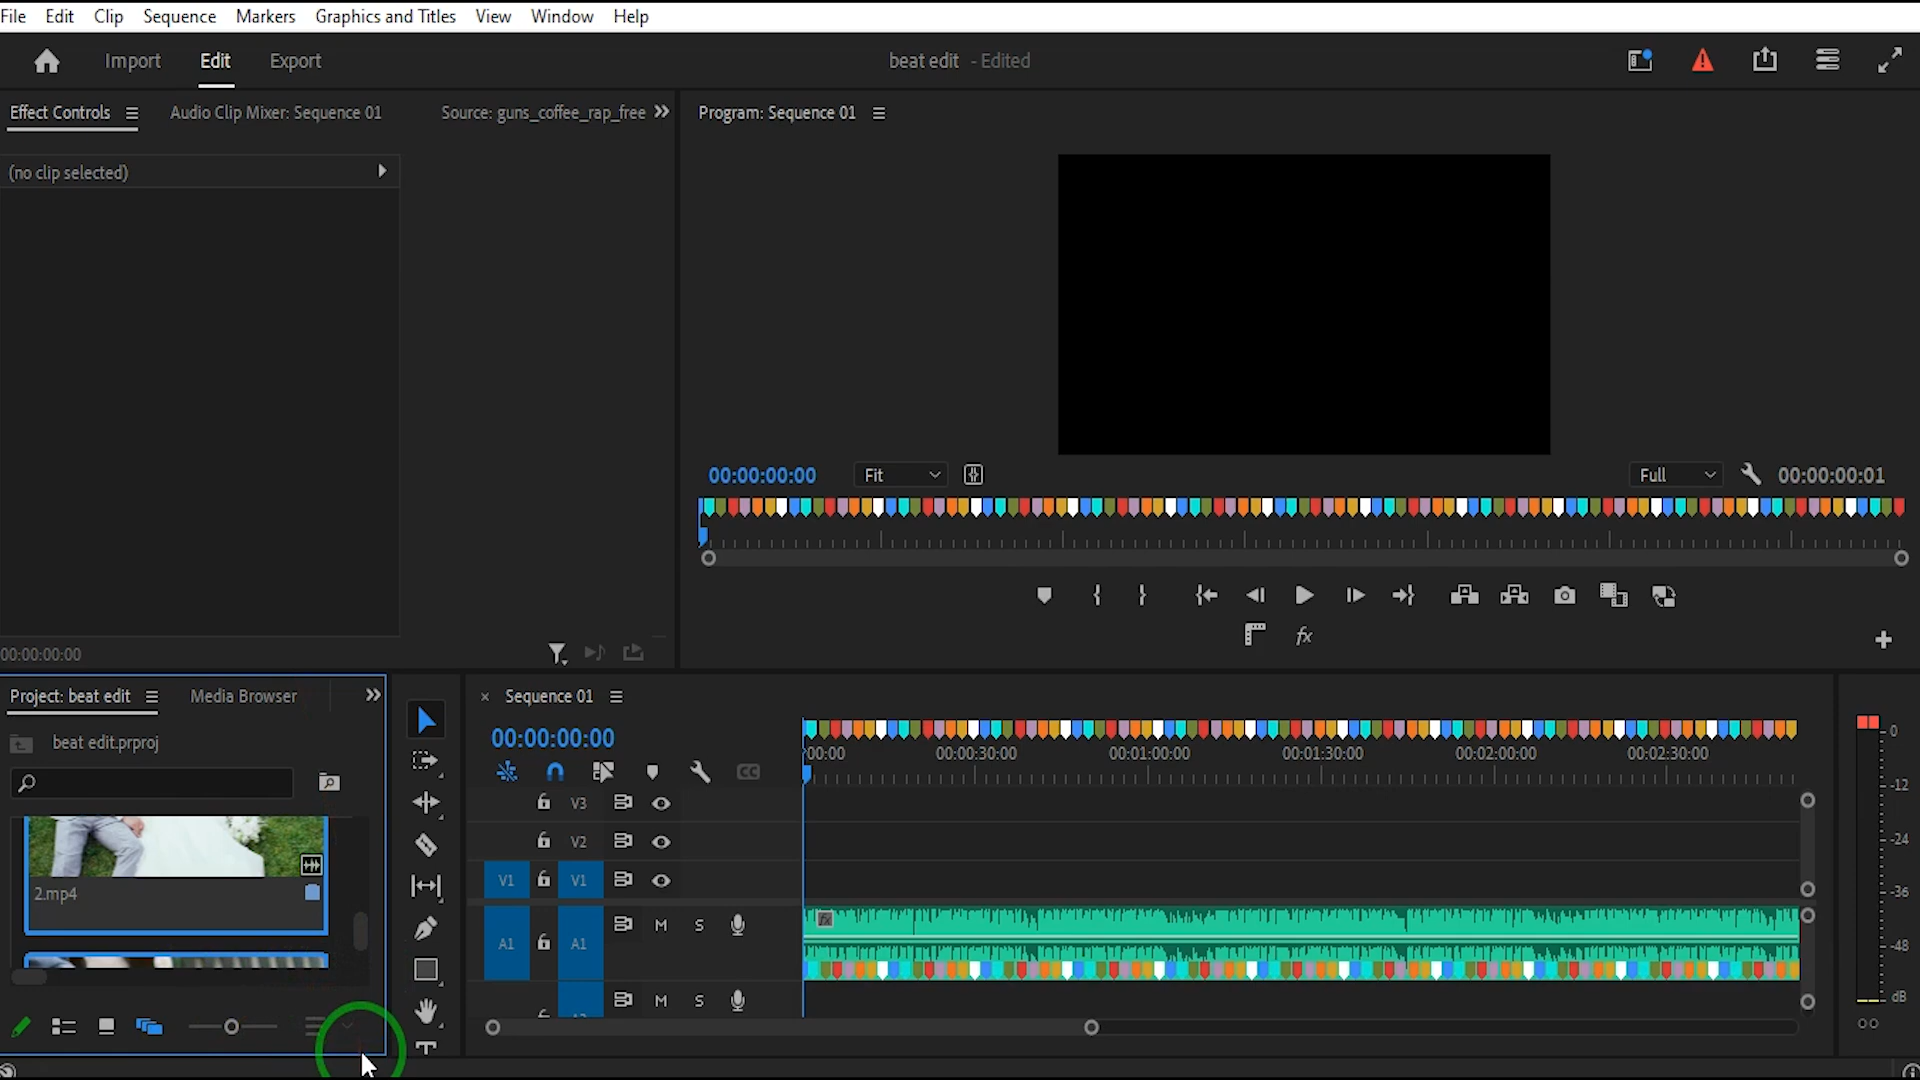 File Edit Clip Sequence Markers Graphics and Titles View Window Help
Import Edit Export beat edit - Edited
Effect Controls Audio Clip Mixer: Sequence 01 Source: guns_coffee_rap_free Program: Sequence 01
(no clip selected)
00:00:00:00 Fit Full 00:00:00:01
fx
00:00:00:00
Project: beat edit Media Browser Sequence 01
beat edit.prproj 00:00:00:00
:00:00 00:00:30:00 00:01:00:00 00:01:30:00 00:02:00:00 00:02:30:00
CC
V3
V2
V1 V1
2.mp4
A1 A1 M S
fx
M S
0
-12
-24
-36
-48
dB